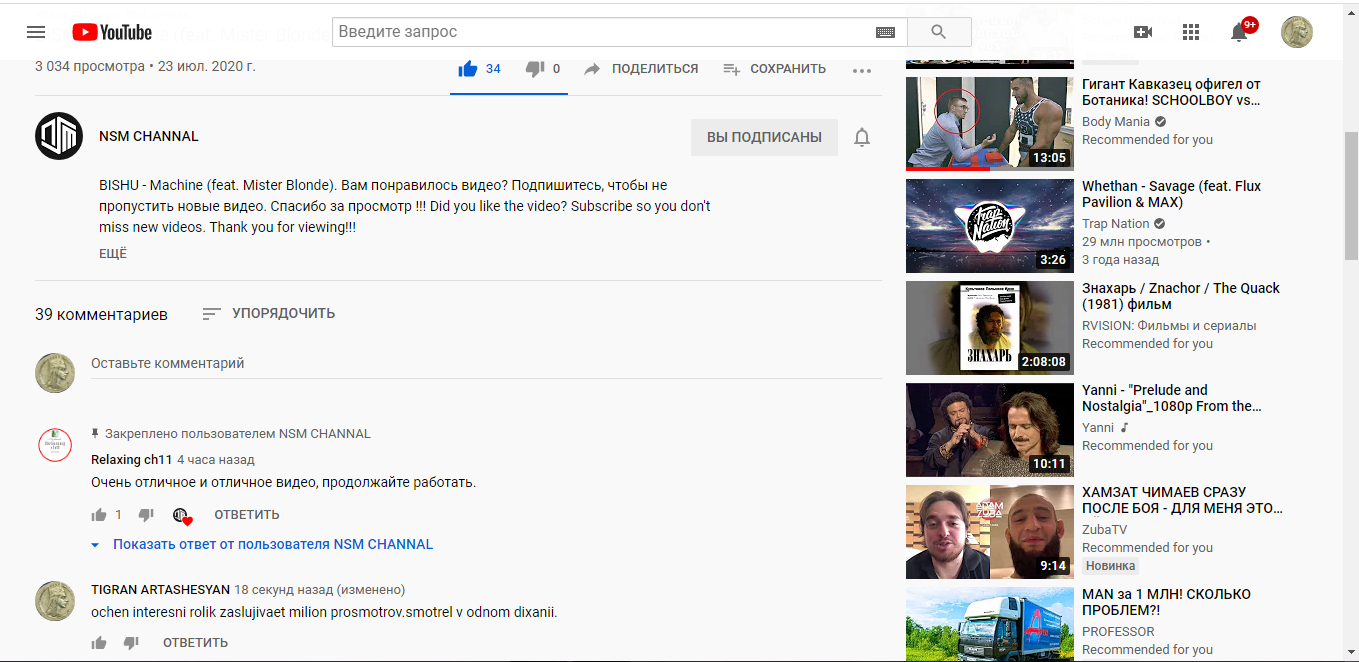 YouTube
Введите запрос
9+
3 034 просмотра • 23 июл. 2020 г.
34
0
ПОДЕЛИТЬСЯ
СОХРАНИТЬ
NSM CHANNAL
ВЫ ПОДПИСАНЫ
BISHU - Machine (feat. Mister Blonde). Вам понравилось видео? Подпишитесь, чтобы не
пропустить новые видео. Спасибо за просмотр !!! Did you like the video? Subscribe so you don't
miss new videos. Thank you for viewing!!!
ЕЩЁ
39 комментариев
УПОРЯДОЧИТЬ
Оставьте комментарий
Закреплено пользователем NSM CHANNAL
Relaxing ch11 4 часа назад
Очень отличное и отличное видео, продолжайте работать.
1
ОТВЕТИТЬ
Показать ответ от пользователя NSM CHANNAL
TIGRAN ARTASHESYAN 18 секунд назад (изменено)
ochen interesni rolik zaslujivaet milion prosmotrov.smotrel v odnom dixanii.
ОТВЕТИТЬ
13:05
Гигант Кавказец офигел от
Ботаника! SCHOOLBOY vs...
Body Mania
Recommended for you
Trap
Nation
3:26
Whethan - Savage (feat. Flux
Pavilion & MAX)
Trap Nation
29 млн просмотров •
3 года назад
ЗНАХАРЬ
2:08:08
Знахарь / Znachor / The Quack
(1981) фильм
RVISION: Фильмы и сериалы
Recommended for you
10:11
Yanni - "Prelude and
Nostalgia"_1080p From the...
Yanni
Recommended for you
ADAM
ZUBA
9:14
ХАМЗАТ ЧИМАЕВ СРАЗУ
ПОСЛЕ БОЯ - ДЛЯ МЕНЯ ЭТО...
ZubaTV
Recommended for you
Новинка
MAN за 1 МЛН! СКОЛЬКО
ПРОБЛЕМ?!
PROFESSOR
Recommended for you